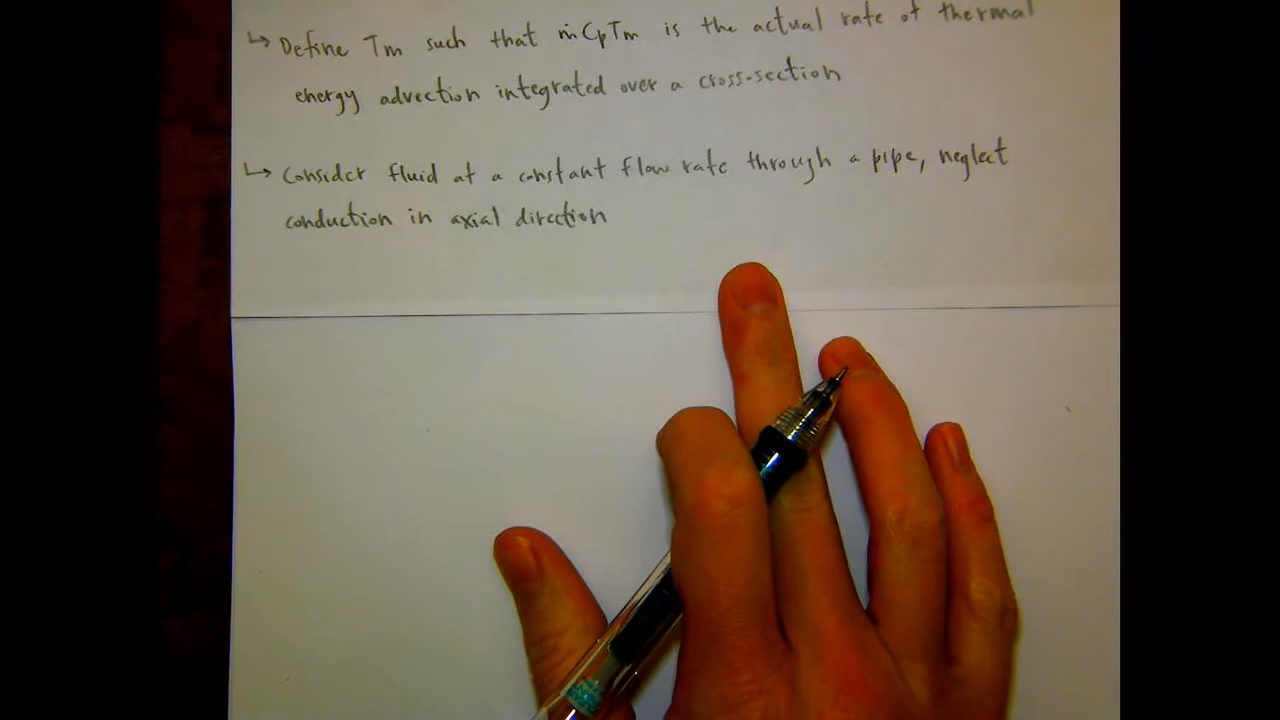 ↳ Define Tm such that ṁCpTm is the actual rate of thermal
energy advection integrated over a cross-section
↳ Consider fluid at a constant flow rate through a pipe, neglect
conduction in axial direction